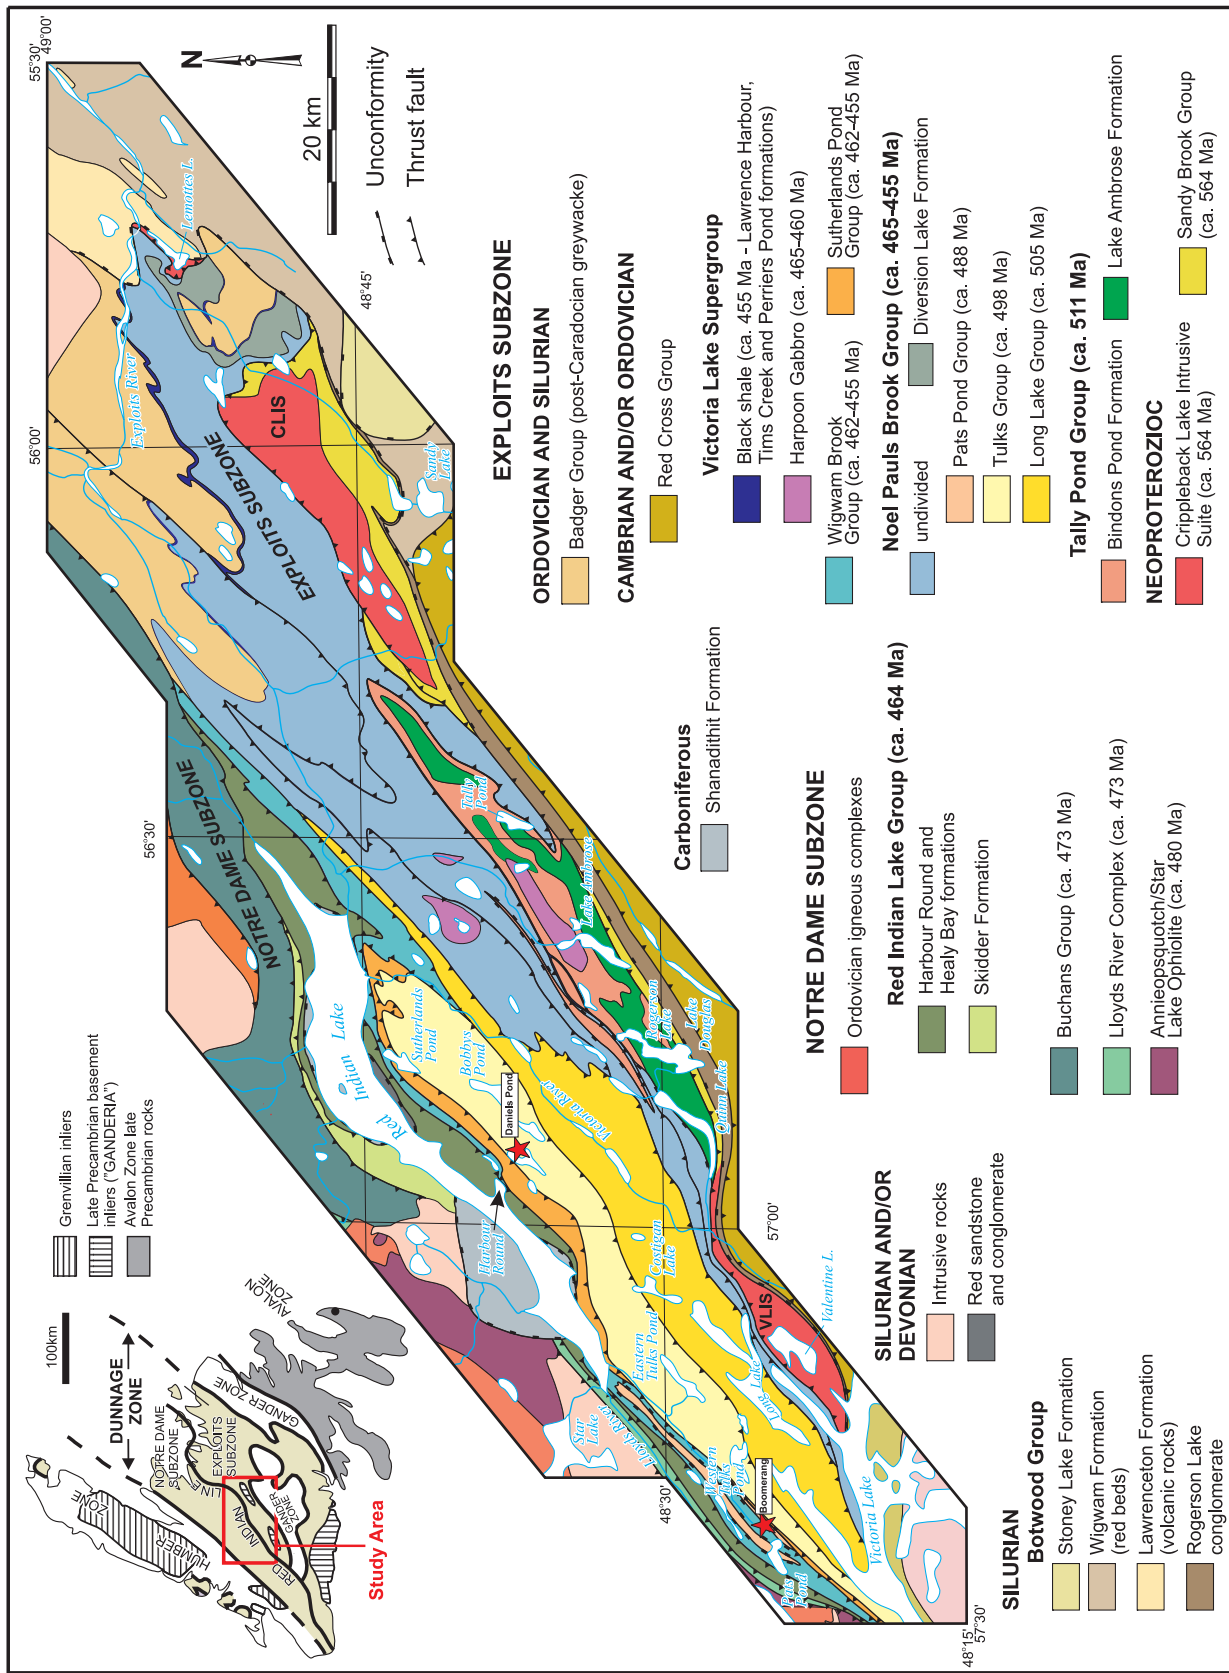 Grenvillian inliers
Late Precambrian basement
inliers ("GANDERIA")
Avalon Zone late
Precambrian rocks
100km
DUNNAGE
ZONE
NOTRE DAME
SUBZONE
EXPLOITS
SUBZONE
GANDER ZONE
AVALON
ZONE
HUMBER
ZONE
RED
INDIAN
LINE
GANDER
ZONE
Study Area
55°30'
49°00'
N
20 km
Unconformity
Thrust fault
48°45'
56°00'
56°30'
57°00'
48°30'
48°15'
57°30'
Exploits River
Lemottes L.
EXPLOITS SUBZONE
CLIS
Sandy
Lake
NOTRE DAME SUBZONE
Red
Indian
Lake
Tally
Pond
Lake Ambrose
Rogerson
Lake
Lake
Douglas
Quinn Lake
Sutherlands
Pond
Bobbys
Pond
Daniels Pond
Victoria River
Harbour
Round
Costigan
Lake
Eastern
Tulks Pond
Valentine L.
VLIS
Long Lake
Star
Lake
Lloyds River
Western
Tulks
Pond
Boomerang
Pats
Pond
Victoria Lake
EXPLOITS SUBZONE
ORDOVICIAN AND SILURIAN
Badger Group (post-Caradocian greywacke)
CAMBRIAN AND/OR ORDOVICIAN
Red Cross Group
Victoria Lake Supergroup
Black shale (ca. 455 Ma - Lawrence Harbour,
Tims Creek and Perriers Pond formations)
Harpoon Gabbro (ca. 465-460 Ma)
Wigwam Brook
Group (ca. 462-455 Ma)
Sutherlands Pond
Group (ca. 462-455 Ma)
Noel Pauls Brook Group (ca. 465-455 Ma)
undivided
Diversion Lake Formation
Pats Pond Group (ca. 488 Ma)
Tulks Group (ca. 498 Ma)
Long Lake Group (ca. 505 Ma)
Tally Pond Group (ca. 511 Ma)
Bindons Pond Formation
Lake Ambrose Formation
NEOPROTEROZIOC
Crippleback Lake Intrusive
Suite (ca. 564 Ma)
Sandy Brook Group
(ca. 564 Ma)
Carboniferous
Shanadithit Formation
NOTRE DAME SUBZONE
Ordovician igneous complexes
Red Indian Lake Group (ca. 464 Ma)
Harbour Round and
Healy Bay formations
Skidder Formation
Buchans Group (ca. 473 Ma)
Lloyds River Complex (ca. 473 Ma)
Annieopsquotch/Star
Lake Ophiolite (ca. 480 Ma)
SILURIAN AND/OR
DEVONIAN
Intrusive rocks
Red sandstone
and conglomerate
SILURIAN
Botwood Group
Stoney Lake Formation
Wigwam Formation
(red beds)
Lawrenceton Formation
(volcanic rocks)
Rogerson Lake
conglomerate